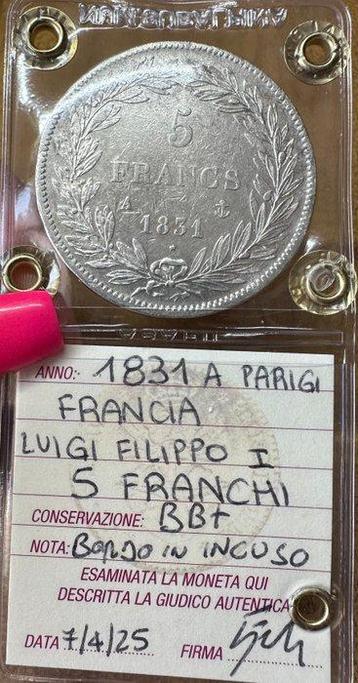 5
FRANCS
A
1831
ANNO: 1831 A PARIGI
FRANCIA
LUIGI FILIPPO I
5 FRANCHI
CONSERVAZIONE: BB+
NOTA: BORDO IN INCUSO
ESAMINATA LA MONETA QUI
DESCRITTA LA GIUDICO AUTENTICA
DATA 7/4/25 FIRMA